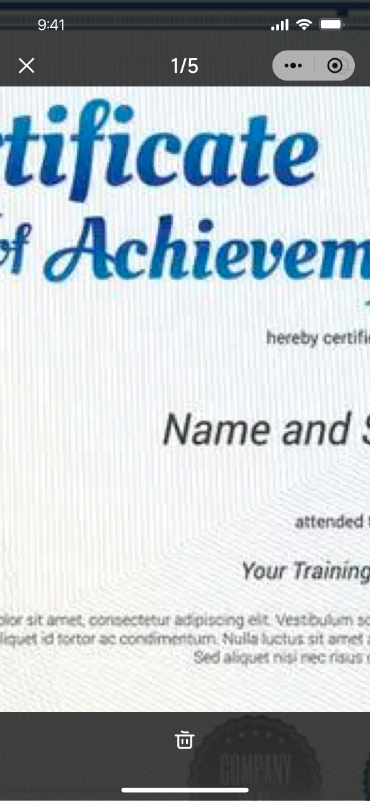 9:41
1/5
rtificate
of Achievem
hereby certifi
Name and S
attended t
Your Training
olor sit amet, consectetur adipiscing elit. Vestibulum sc
liquet id tortor ac condimentum. Nulla luctus sit amet a
Sed aliquet nisi nec risus c
COMPANY